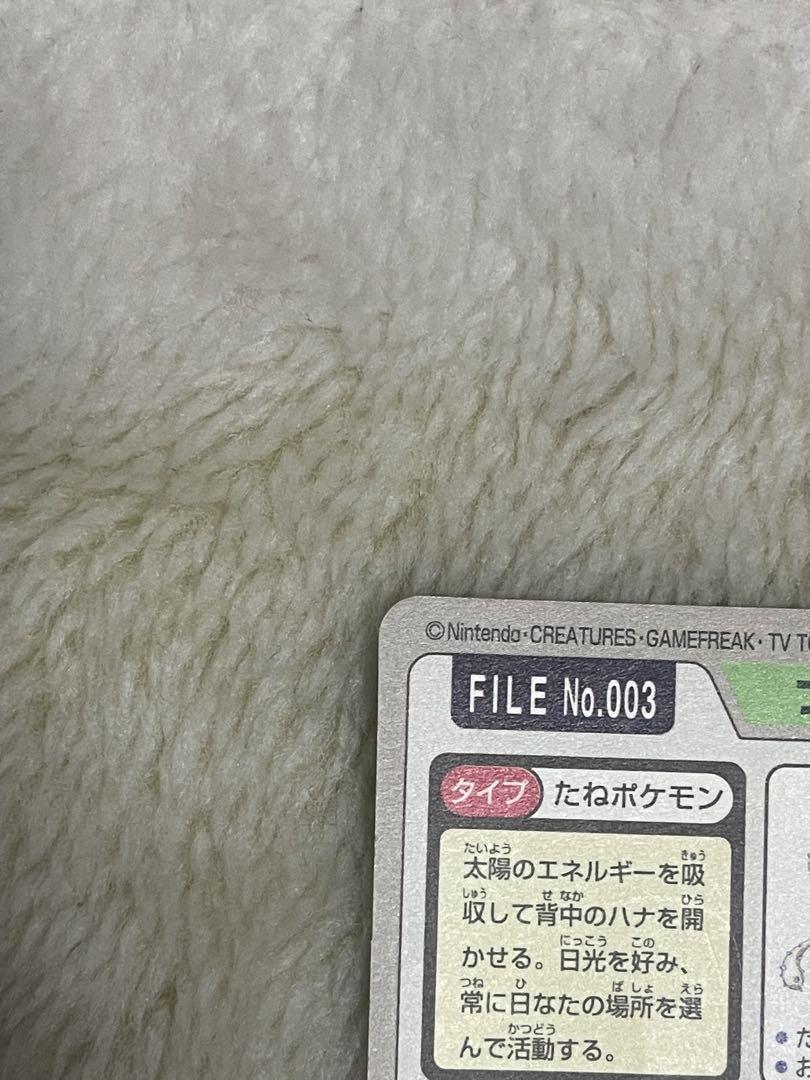 ©Nintendo・CREATURES・GAMEFREAK・TV
FILE No.003
タイプ たねポケモン
太陽のエネルギーを吸
収して背中のハナを開
かせる。日光を好み、
常に日なたの場所を選
んで活動する。